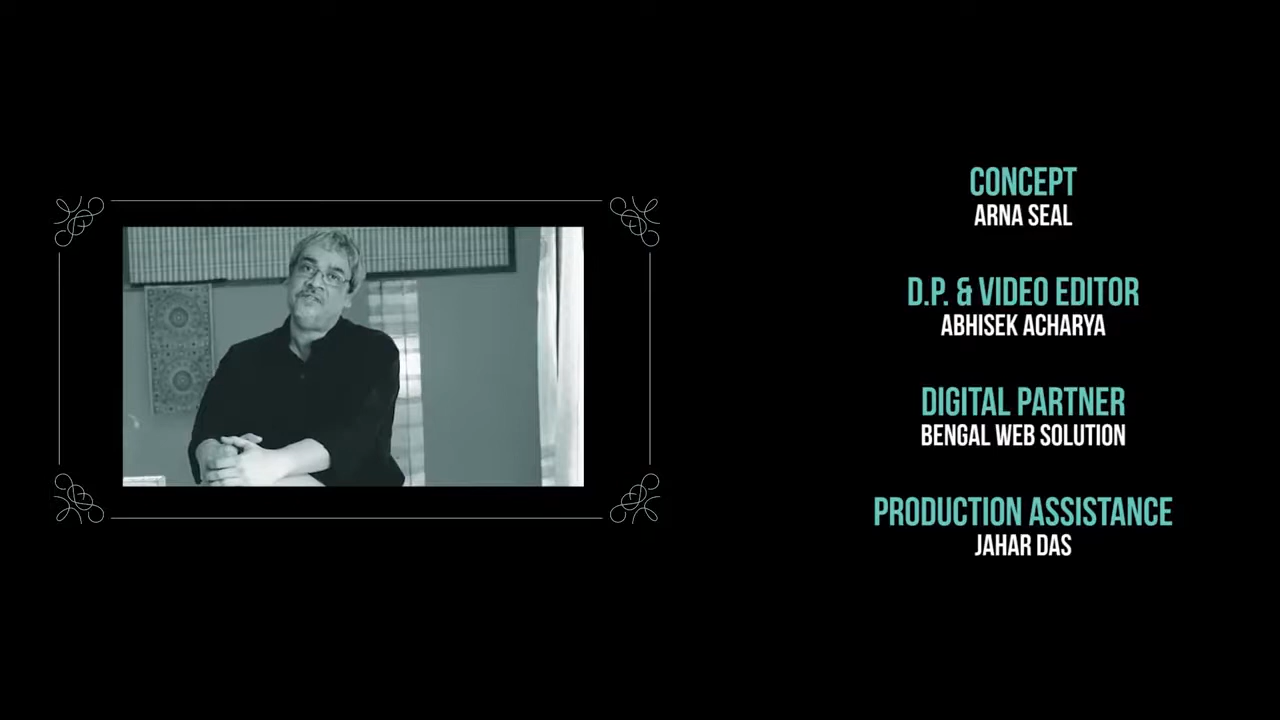 CONCEPT
ARNA SEAL
D.P. & VIDEO EDITOR
ABHISEK ACHARYA
DIGITAL PARTNER
BENGAL WEB SOLUTION
PRODUCTION ASSISTANCE
JAHAR DAS